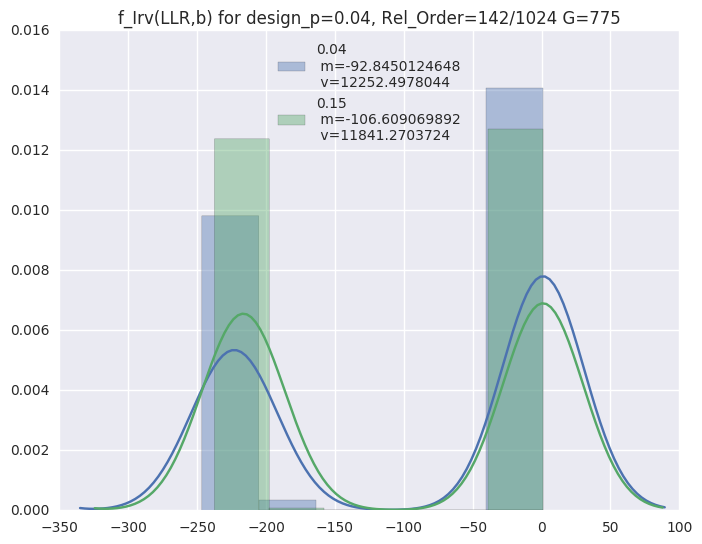 f_Irv(LLR,b) for design_p=0.04, Rel_Order=142/1024 G=775
0.016
0.014
0.012
0.010
0.008
0.006
0.004
0.002
0.000
0.04
m=-92.8450124648
v=12252.4978044
0.15
m=-106.609069892
v=11841.2703724
−350 −300 −250 −200 −150 −100 −50 0 50 100